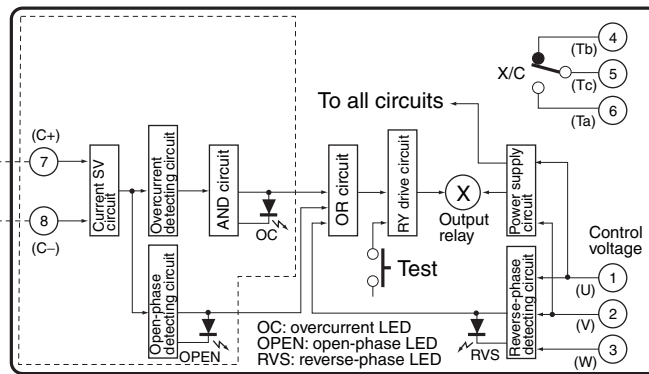 4
(Tb)
X/C
5
(Tc)
6
(Ta)
To all circuits
(C+)
7
8
(C−)
Current SV
circuit
Overcurrent
detecting circuit
AND circuit
OC
OR circuit
RY drive circuit
X
Output
relay
Power supply
circuit
Control
voltage
Test
Open-phase
detecting circuit
OPEN
Reverse-phase
detecting circuit
RVS
1
(U)
2
(V)
3
(W)
OC: overcurrent LED
OPEN: open-phase LED
RVS: reverse-phase LED